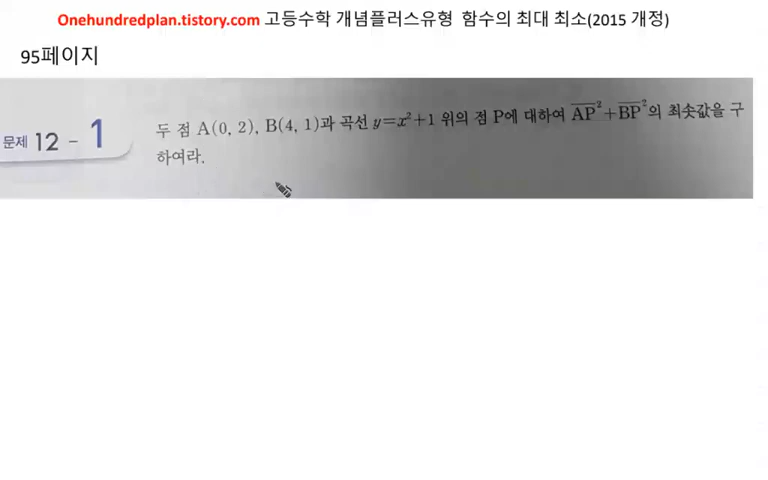 Onehundredplan.tistory.com 고등수학 개념플러스유형 함수의 최대 최소(2015 개정)
95페이지
문제 12 - 1 두 점 A(0, 2), B(4, 1)과 곡선 y=x²+1 위의 점 P에 대하여 A̅P̅²+B̅P̅²의 최솟값을 구
하여라.